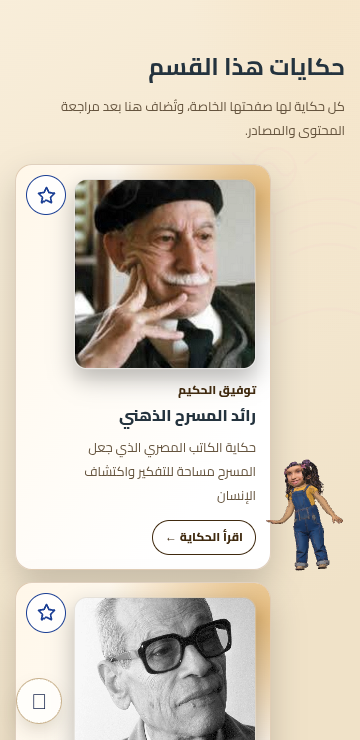 حكايات هذا القسم
كل حكاية لها صفحتها الخاصة، وتُضاف هنا بعد مراجعة
المحتوى والمصادر.
توفيق الحكيم
رائد المسرح الذهني
حكاية الكاتب المصري الذي جعل
المسرح مساحة للتفكير واكتشاف
الإنسان
اقرأ الحكاية ←